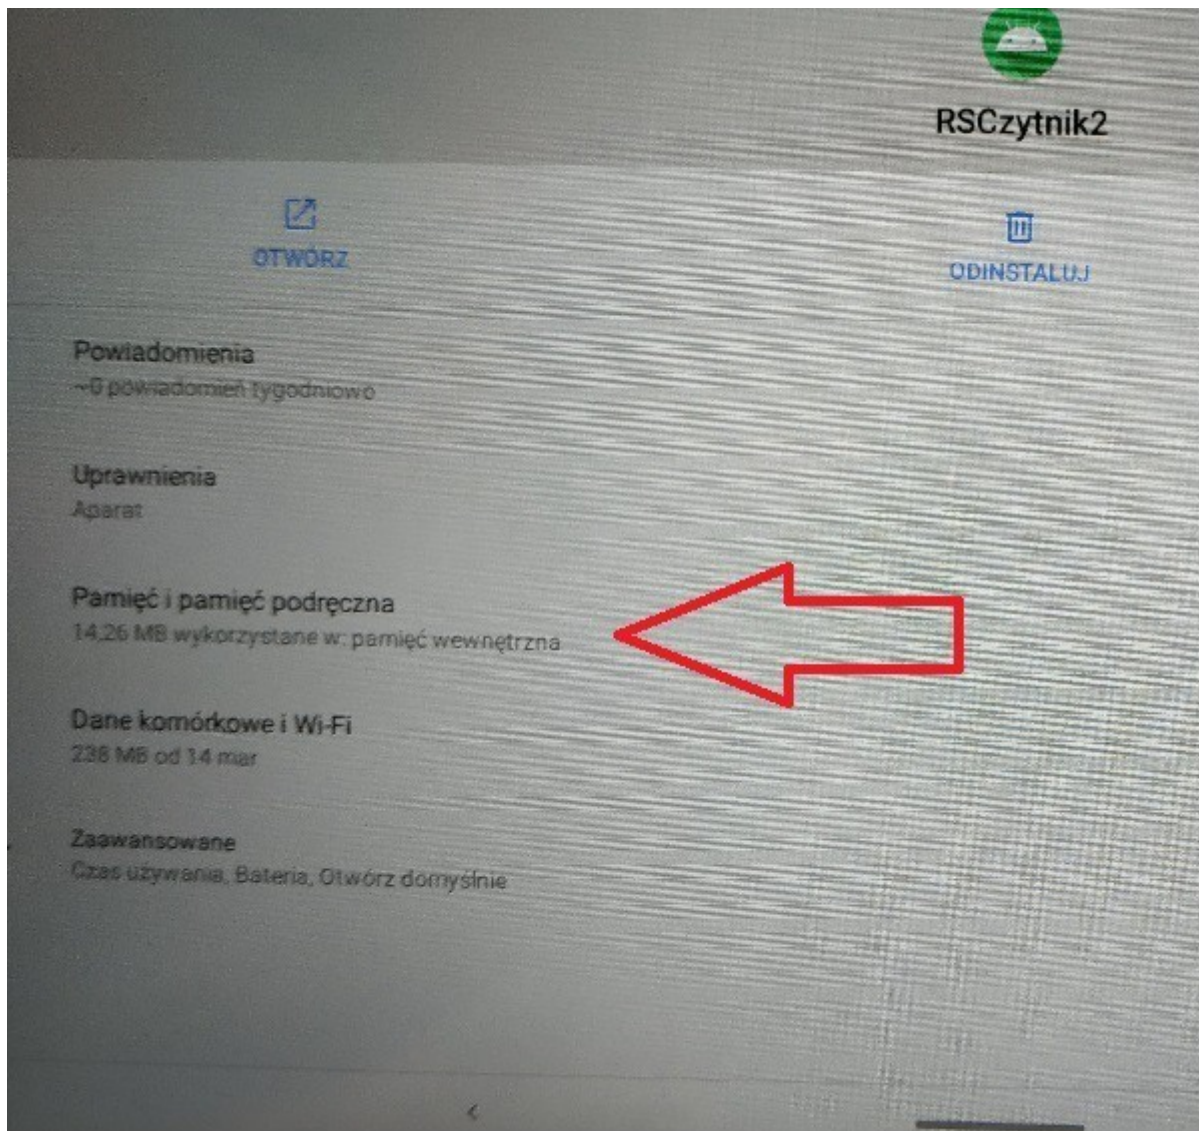 RSCzytnik2
OTWÓRZ
ODINSTALUJ
Powiadomienia
~0 powiadomień tygodniowo
Uprawnienia
Aparat
Pamięć i pamięć podręczna
14,26 MB wykorzystane w: pamięć wewnętrzna
Dane komórkowe i Wi-Fi
238 MB od 14 mar
Zaawansowane
Czas używania, Bateria, Otwórz domyślnie